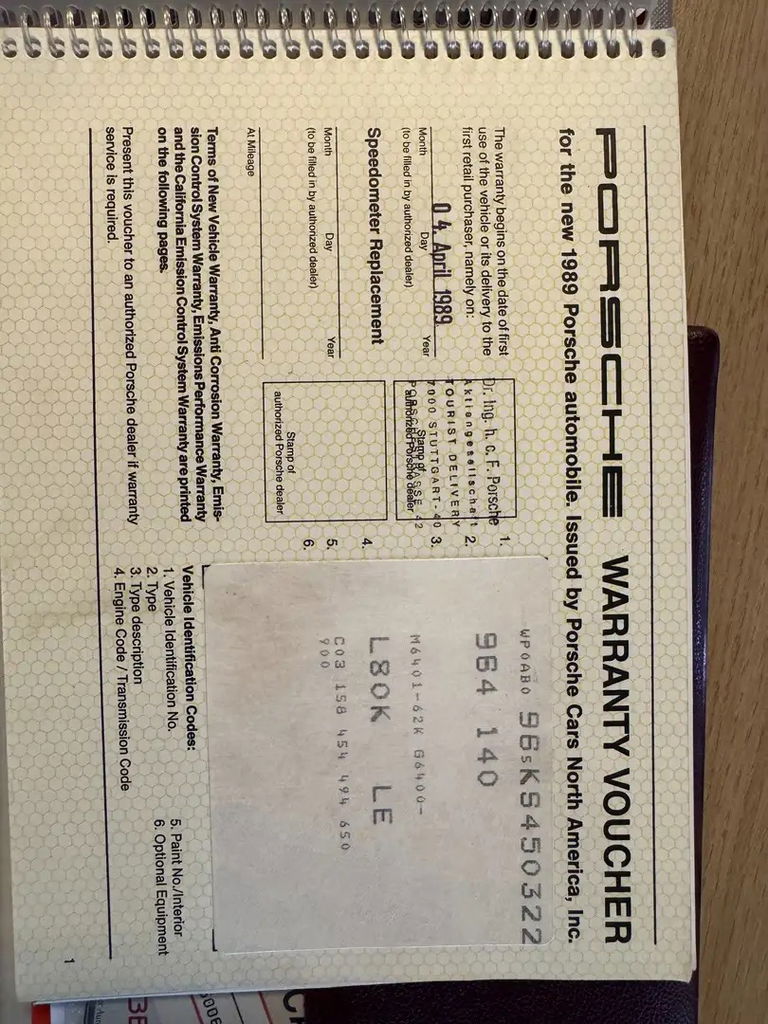 PORSCHE WARRANTY VOUCHER
for the new 1989 Porsche automobile. Issued by Porsche Cars North America, Inc.
The warranty begins on the date of first
use of the vehicle or its delivery to the
first retail purchaser, namely on:
04. April 1989
Month Day Year
(to be filled in by authorized dealer)
Dr. Ing. h. c. F. Porsche
Aktiengesellschaft
TOURIST DELIVERY
7000 STUTTGART-40
PORSCHESTRASSE 42
Stamp of
authorized Porsche dealer
Speedometer Replacement
Month Day Year
(to be filled in by authorized dealer)
At Mileage
Stamp of
authorized Porsche dealer
Terms of New Vehicle Warranty, Anti Corrosion Warranty, Emis-
sion Control System Warranty, Emissions Performance Warranty
and the California Emission Control System Warranty are printed
on the following pages.
Present this voucher to an authorized Porsche dealer if warranty
service is required.
1. WP0AB0 96sKS450322
2. 964 140
3.
M6401-62K G6400-
4. L80K LE
5. C03 158 454 494 650
6. 900
Vehicle Identification Codes:
1. Vehicle Identification No.
2. Type
3. Type description
4. Engine Code / Transmission Code
5. Paint No./Interior
6. Optional Equipment
1